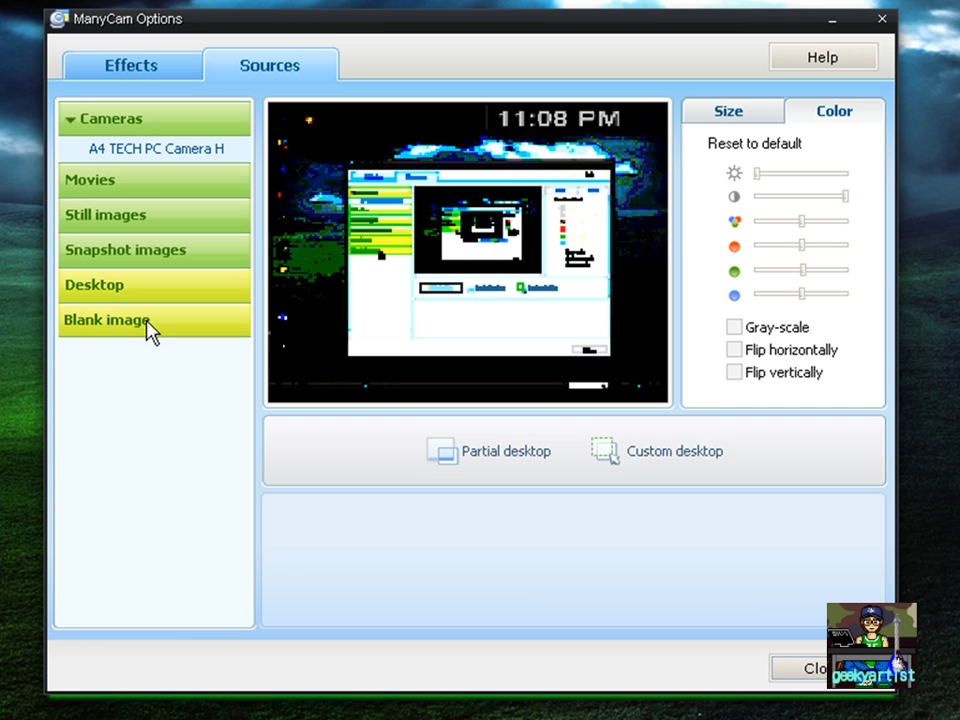 ManyCam Options
Effects
Sources
Help
Cameras
A4 TECH PC Camera H
Movies
Still images
Snapshot images
Desktop
Blank image
11:08 PM
Size
Color
Reset to default
Gray-scale
Flip horizontally
Flip vertically
Partial desktop
Custom desktop
Clo
geekyartist